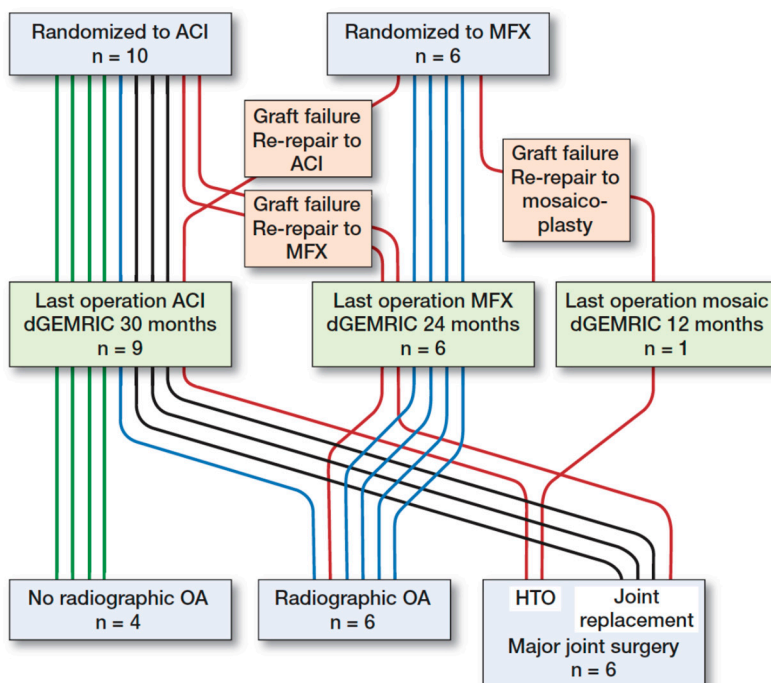 Randomized to ACI
n = 10
Randomized to MFX
n = 6
Graft failure
Re-repair to
ACI
Graft failure
Re-repair to
mosaico-
plasty
Graft failure
Re-repair to
MFX
Last operation ACI
dGEMRIC 30 months
n = 9
Last operation MFX
dGEMRIC 24 months
n = 6
Last operation mosaic
dGEMRIC 12 months
n = 1
No radiographic OA
n = 4
Radiographic OA
n = 6
HTO
Joint
replacement
Major joint surgery
n = 6